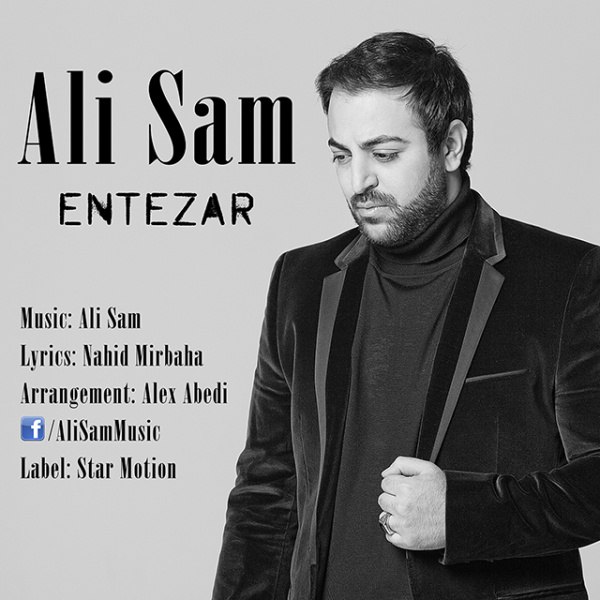 Ali Sam
ENTEZAR
Music: Ali Sam
Lyrics: Nahid Mirbaha
Arrangement: Alex Abedi
f/AliSamMusic
Label: Star Motion